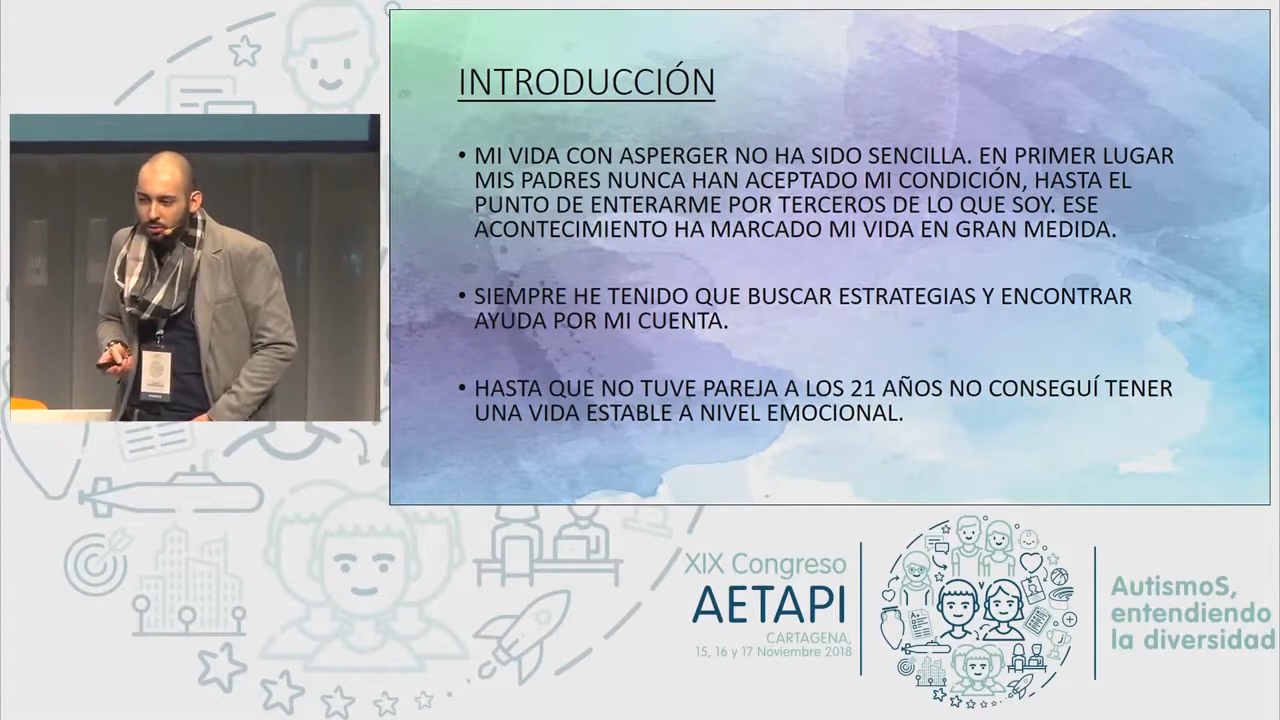 INTRODUCCIÓN
• MI VIDA CON ASPERGER NO HA SIDO SENCILLA. EN PRIMER LUGAR
MIS PADRES NUNCA HAN ACEPTADO MI CONDICIÓN, HASTA EL
PUNTO DE ENTERARME POR TERCEROS DE LO QUE SOY. ESE
ACONTECIMIENTO HA MARCADO MI VIDA EN GRAN MEDIDA.
• SIEMPRE HE TENIDO QUE BUSCAR ESTRATEGIAS Y ENCONTRAR
AYUDA POR MI CUENTA.
• HASTA QUE NO TUVE PAREJA A LOS 21 AÑOS NO CONSEGUÍ TENER
UNA VIDA ESTABLE A NIVEL EMOCIONAL.
XIX Congreso
AETAPI
CARTAGENA,
15, 16 y 17 Noviembre 2018
AutismoS,
entendiendo
la diversidad